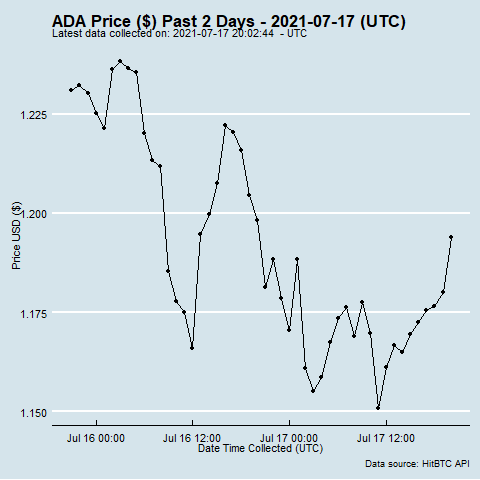 ADA Price ($) Past 2 Days - 2021-07-17 (UTC)
Latest data collected on: 2021-07-17 20:02:44 - UTC
Price USD ($)
1.225
1.200
1.175
1.150
Jul 16 00:00
Jul 16 12:00
Jul 17 00:00
Jul 17 12:00
Date Time Collected (UTC)
Data source: HitBTC API